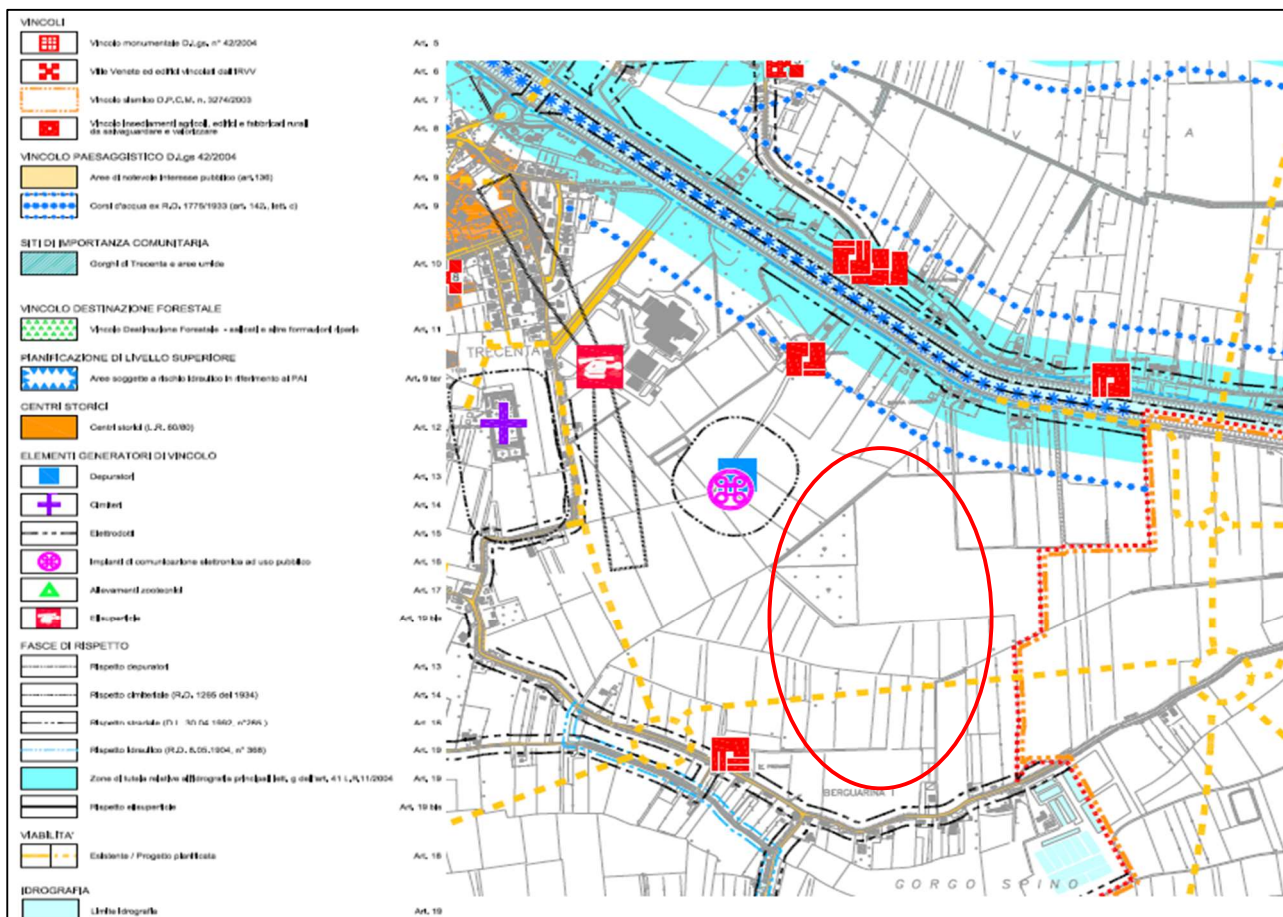 VINCOLI
Vincolo monumentale D.Lgs. n° 42/2004 Art. 5
Ville Venete ed edifici vincolati dall'IRVV Art. 6
Vincolo sismico O.P.C.M. n. 3274/2003 Art. 7
Vincolo insediamenti agricoli, edifici e fabbricati rurali
da salvaguardare e valorizzare Art. 8
VINCOLO PAESAGGISTICO D.Lgs 42/2004
Aree di notevole interesse pubblico (art.136) Art. 9
Corsi d'acqua ex R.D. 1775/1933 (art. 142, lett. c) Art. 9
SITI DI IMPORTANZA COMUNITARIA
Gorghi di Trecenta e aree umide Art. 10
VINCOLO DESTINAZIONE FORESTALE
Vincolo Destinazione Forestale - saliceti e altre formazioni riparie Art. 11
PIANIFICAZIONE DI LIVELLO SUPERIORE
Aree soggette a rischio Idraulico in riferimento al PAI Art. 9 ter
CENTRI STORICI
Centri storici (L.R. 80/80) Art. 12
ELEMENTI GENERATORI DI VINCOLO
Depuratori Art. 13
Cimiteri Art. 14
Elettrodotti Art. 15
Impianti di comunicazione elettronica ad uso pubblico Art. 16
Allevamenti zootecnici Art. 17
Elisuperficie Art. 19 bis
FASCE DI RISPETTO
Rispetto depuratori Art. 13
Rispetto cimiteriale (R.D. 1265 del 1934) Art. 14
Rispetto stradale (D.L. 30.04.1992, n°285 ) Art. 18
Rispetto Idraulico (R.D. 8.05.1904, n° 368) Art. 19
Zone di tutela relative all'idrografia principali lett. g dell'art. 41 L.R.11/2004 Art. 19
Rispetto elisuperficie Art. 19 bis
VIABILITA'
Esistente / Progetto pianificata Art. 18
IDROGRAFIA
Limite Idrografia Art. 19
VALLIA
TRECENTA
BERGUARINA I
GORGO SPINO